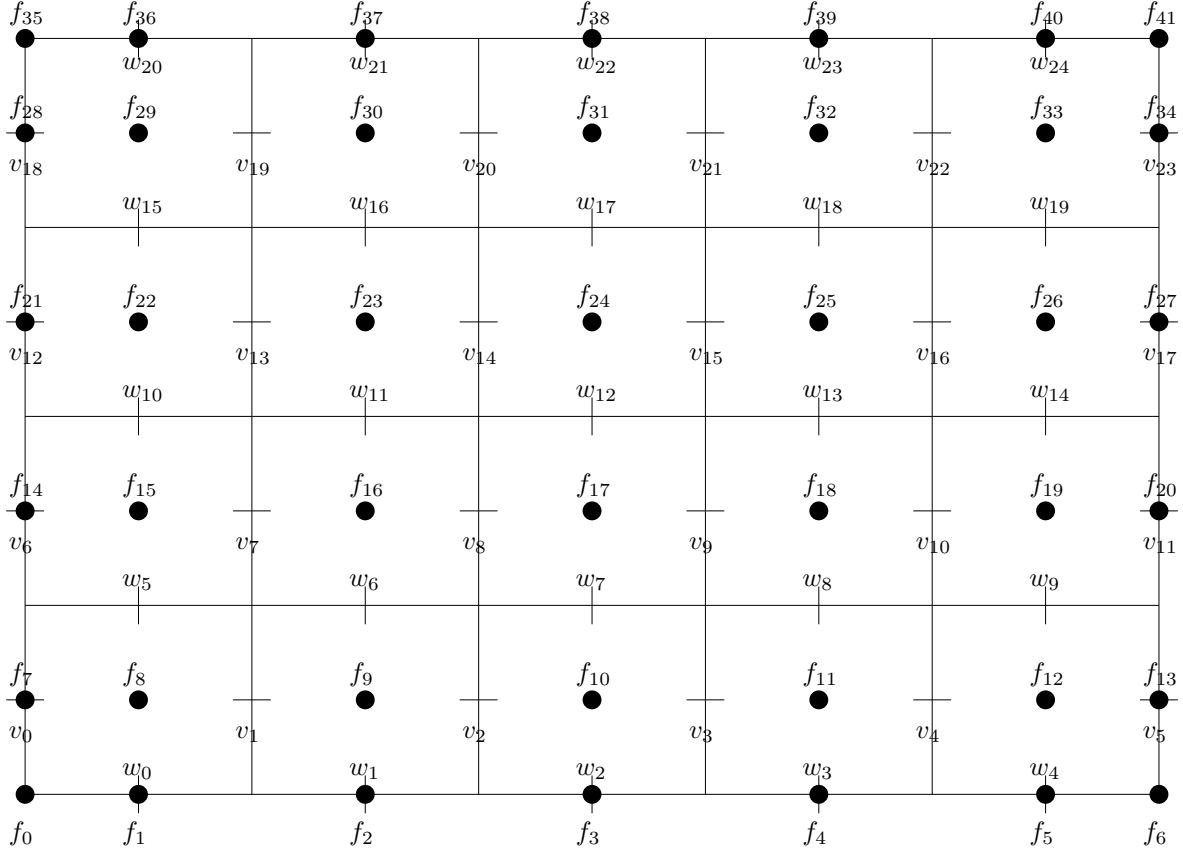 f₃₅ f₃₆ f₃₇ f₃₈ f₃₉ f₄₀ f₄₁
w₂₀ w₂₁ w₂₂ w₂₃ w₂₄
f₂₈ f₂₉ f₃₀ f₃₁ f₃₂ f₃₃ f₃₄
v₁₈ v₁₉ v₂₀ v₂₁ v₂₂ v₂₃
w₁₅ w₁₆ w₁₇ w₁₈ w₁₉
f₂₁ f₂₂ f₂₃ f₂₄ f₂₅ f₂₆ f₂₇
v₁₂ v₁₃ v₁₄ v₁₅ v₁₆ v₁₇
w₁₀ w₁₁ w₁₂ w₁₃ w₁₄
f₁₄ f₁₅ f₁₆ f₁₇ f₁₈ f₁₉ f₂₀
v₆ v₇ v₈ v₉ v₁₀ v₁₁
w₅ w₆ w₇ w₈ w₉
f₇ f₈ f₉ f₁₀ f₁₁ f₁₂ f₁₃
v₀ v₁ v₂ v₃ v₄ v₅
w₀ w₁ w₂ w₃ w₄
f₀ f₁ f₂ f₃ f₄ f₅ f₆